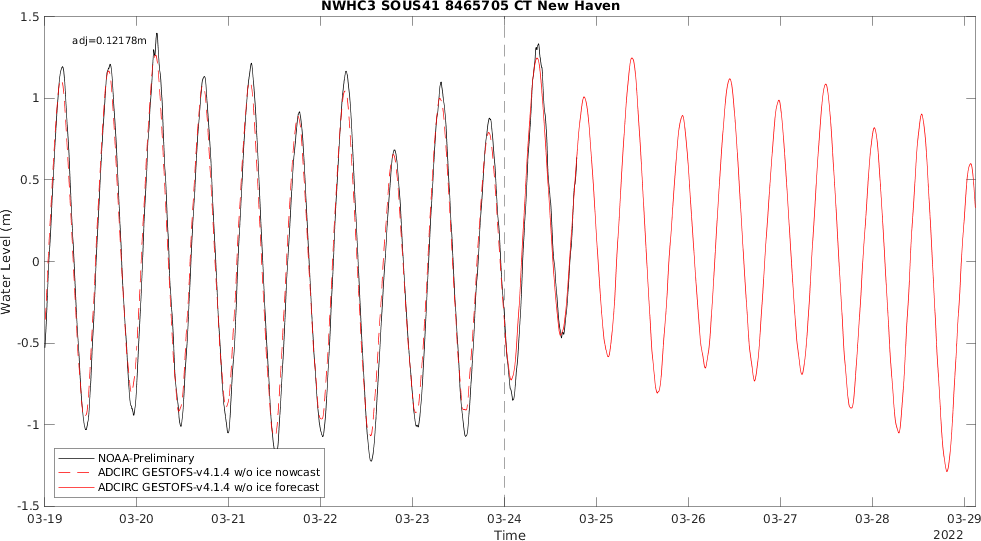 NWHC3 SOUS41 8465705 CT New Haven
adj=0.12178m
1.5
1
0.5
0
-0.5
-1
-1.5
Water Level (m)
NOAA-Preliminary
ADCIRC GESTOFS-v4.1.4 w/o ice nowcast
ADCIRC GESTOFS-v4.1.4 w/o ice forecast
03-19 03-20 03-21 03-22 03-23 03-24 03-25 03-26 03-27 03-28 03-29
Time
2022